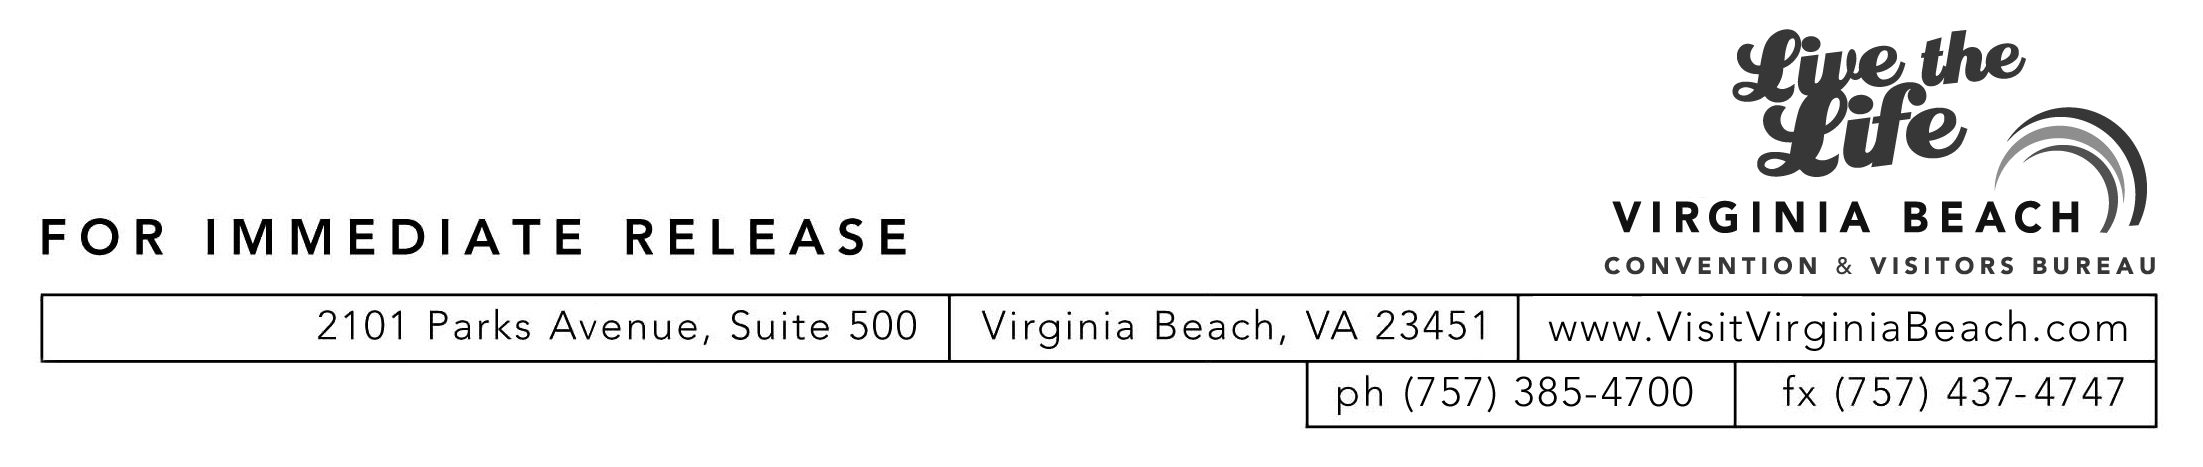 Live the
Life
VIRGINIA BEACH
CONVENTION & VISITORS BUREAU
FOR IMMEDIATE RELEASE
2101 Parks Avenue, Suite 500 Virginia Beach, VA 23451 www.VisitVirginiaBeach.com
ph (757) 385-4700 fx (757) 437-4747